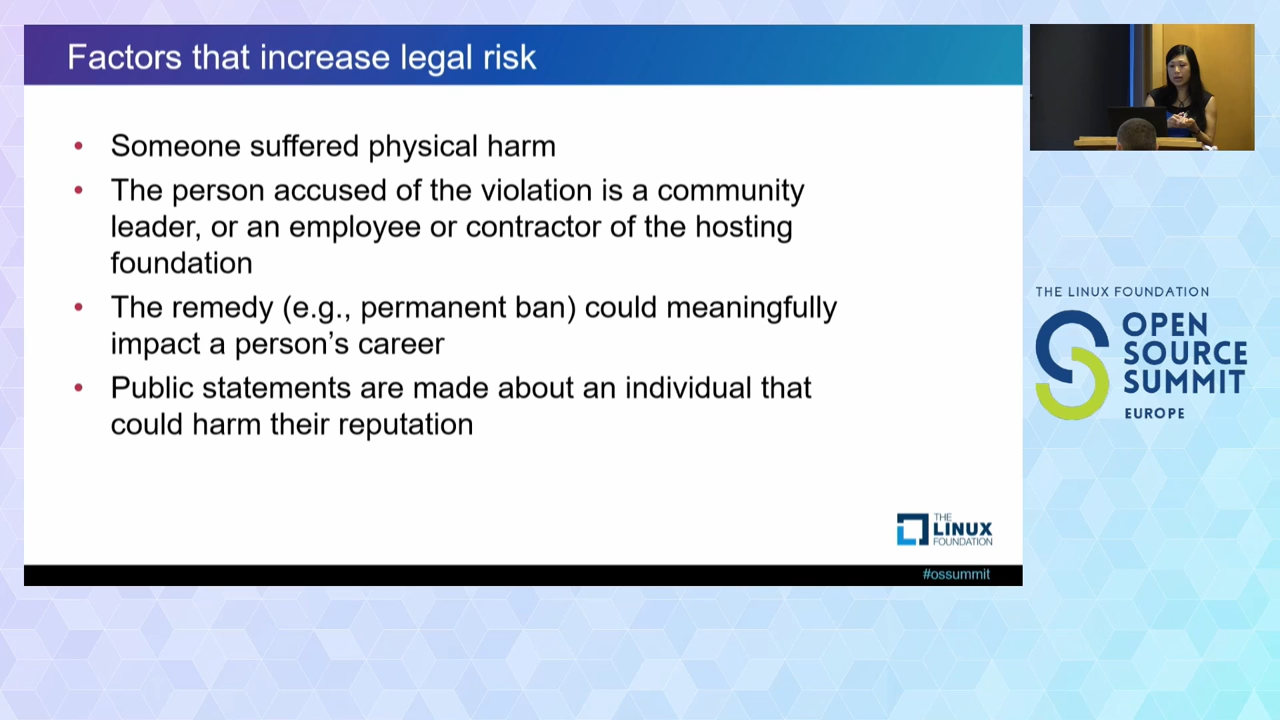 Factors that increase legal risk
• Someone suffered physical harm
• The person accused of the violation is a community
leader, or an employee or contractor of the hosting
foundation
• The remedy (e.g., permanent ban) could meaningfully
impact a person’s career
• Public statements are made about an individual that
could harm their reputation
THE
LINUX
FOUNDATION
#ossummit
THE LINUX FOUNDATION
OPEN
SOURCE
SUMMIT
EUROPE